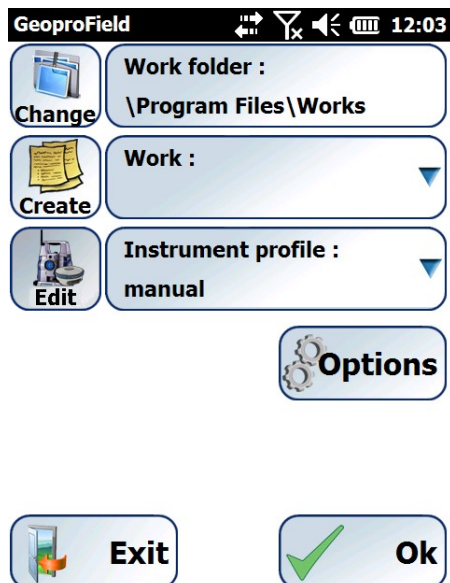 GeoproField 12:03
Change
Work folder :
\Program Files\Works
Create
Work :
Edit
Instrument profile :
manual
Options
Exit
Ok